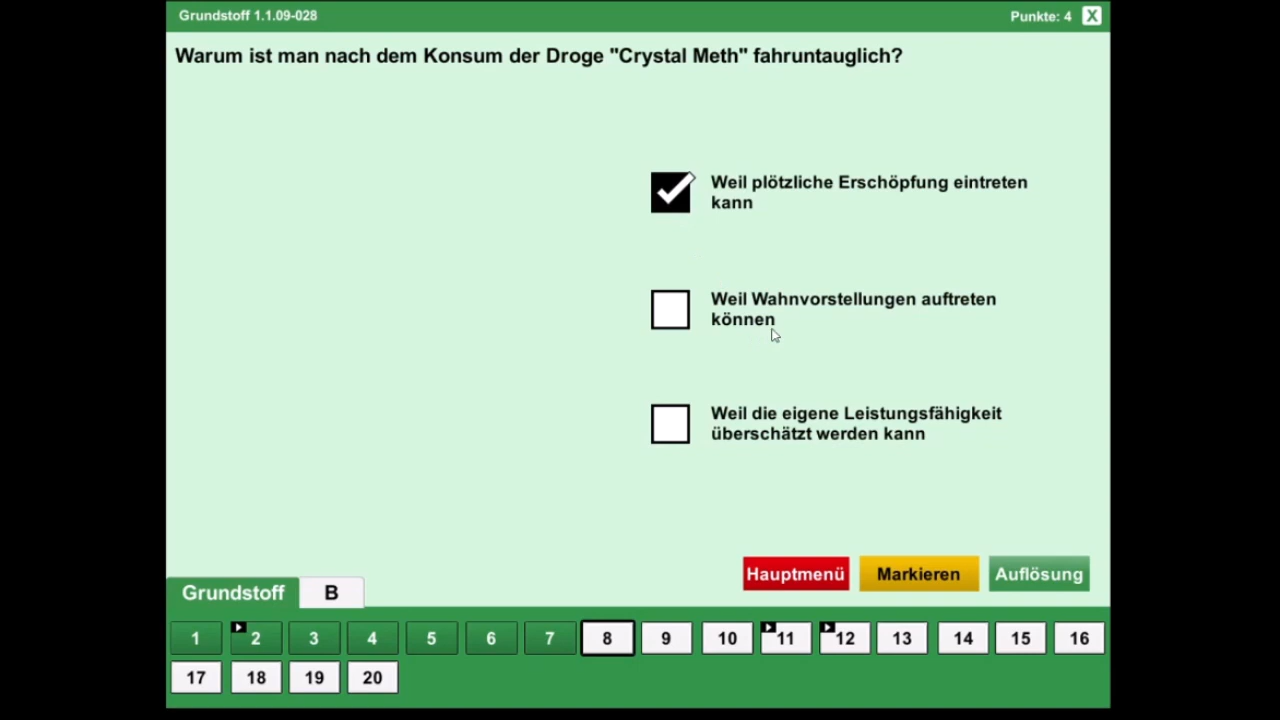 Grundstoff 1.1.09-028
Punkte: 4 X
Warum ist man nach dem Konsum der Droge "Crystal Meth" fahruntauglich?
Weil plötzliche Erschöpfung eintreten
kann
Weil Wahnvorstellungen auftreten
können
Weil die eigene Leistungsfähigkeit
überschätzt werden kann
Hauptmenü Markieren Auflösung
Grundstoff B
1 2 3 4 5 6 7 8 9 10 11 12 13 14 15 16
17 18 19 20